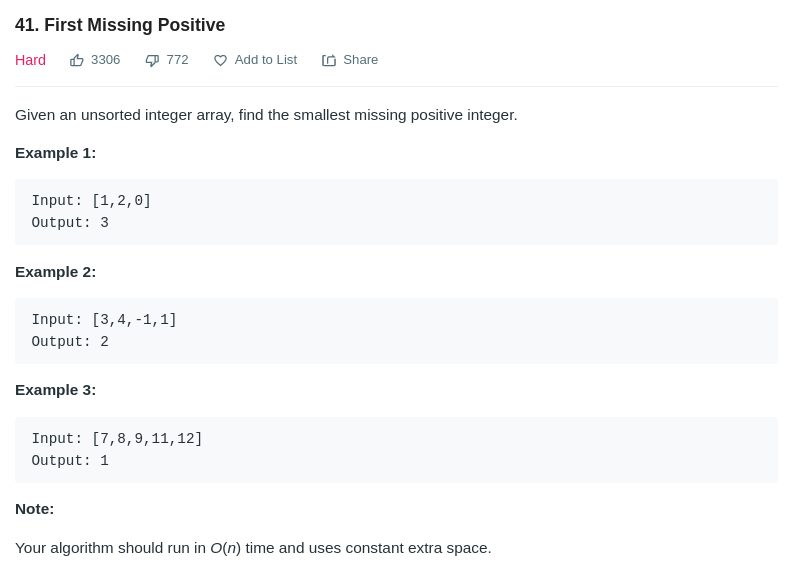 41. First Missing Positive
Hard 3306 772 Add to List Share
Given an unsorted integer array, find the smallest missing positive integer.
Example 1:
Input: [1,2,0]
Output: 3
Example 2:
Input: [3,4,-1,1]
Output: 2
Example 3:
Input: [7,8,9,11,12]
Output: 1
Note:
Your algorithm should run in O(n) time and uses constant extra space.